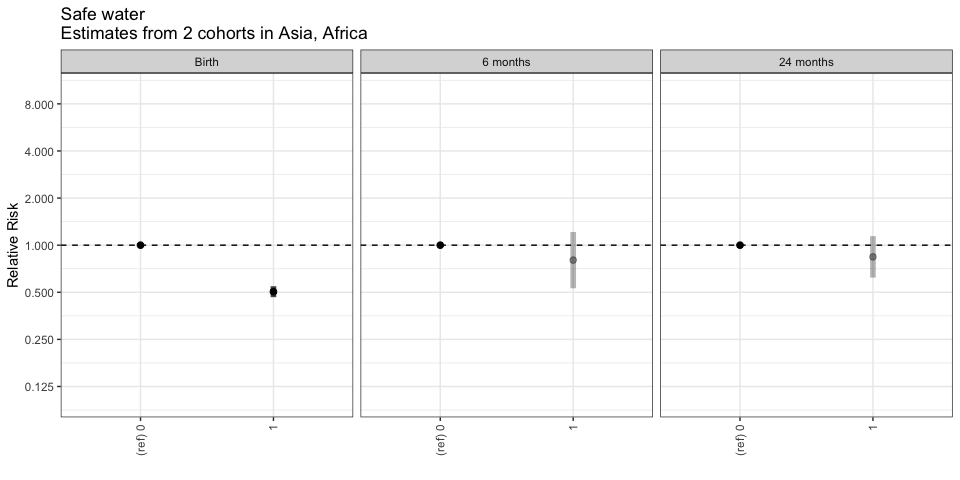 Safe water
Estimates from 2 cohorts in Asia, Africa
Birth
6 months
24 months
Relative Risk
8.000
4.000
2.000
1.000
0.500
0.250
0.125
(ref) 0
1
(ref) 0
1
(ref) 0
1